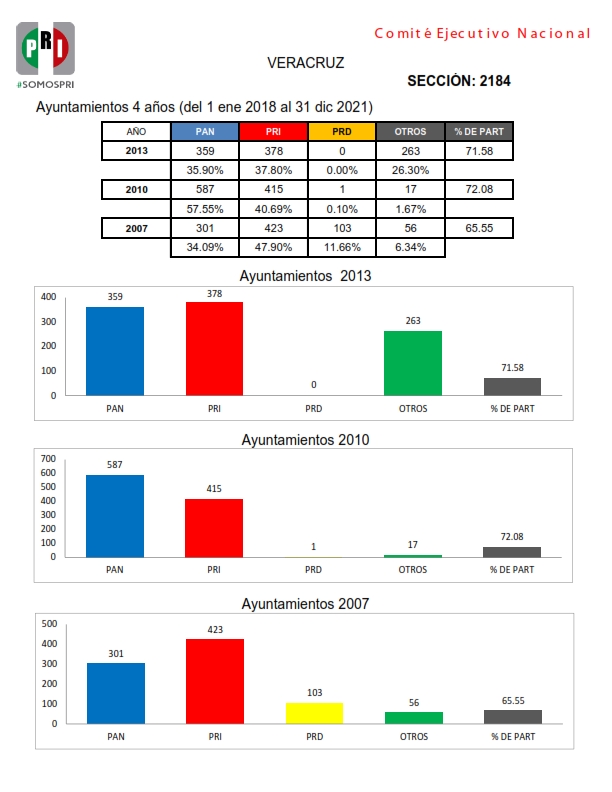 Comité Ejecutivo Nacional
PRI
#SOMOSPRI
VERACRUZ
SECCIÓN: 2184
Ayuntamientos 4 años (del 1 ene 2018 al 31 dic 2021)
AÑO PAN PRI PRD OTROS % DE PART
2013 359 378 0 263 71.58
35.90% 37.80% 0.00% 26.30%
2010 587 415 1 17 72.08
57.55% 40.69% 0.10% 1.67%
2007 301 423 103 56 65.55
34.09% 47.90% 11.66% 6.34%
Ayuntamientos 2013
400
300
200
100
0
359 378 0 263 71.58
PAN PRI PRD OTROS % DE PART
Ayuntamientos 2010
700
600
500
400
300
200
100
0
587 415 1 17 72.08
PAN PRI PRD OTROS % DE PART
Ayuntamientos 2007
500
400
300
200
100
0
301 423 103 56 65.55
PAN PRI PRD OTROS % DE PART